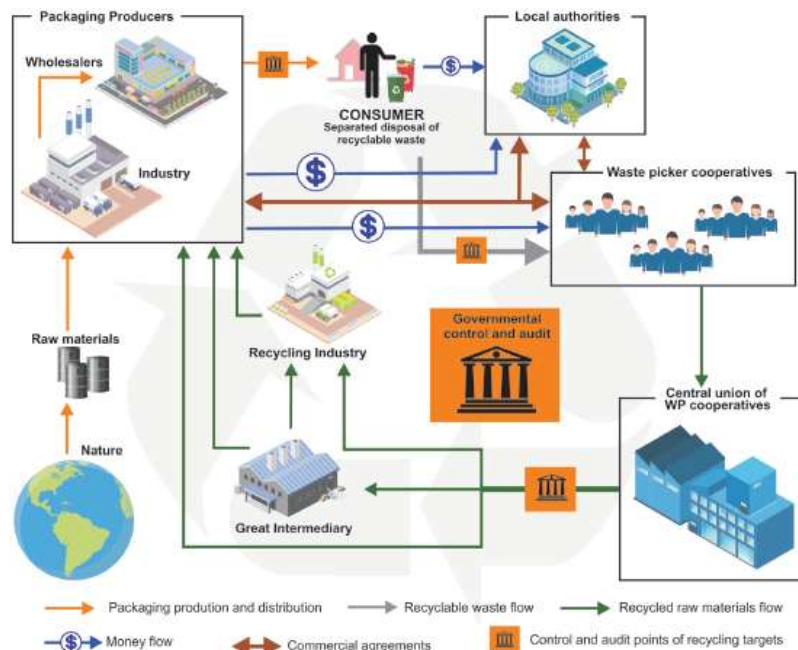 Packaging Producers
Wholesalers
Industry
CONSUMER
Separated disposal of
recyclable waste
$
Local authorities
$
Waste picker cooperatives
$
Raw materials
Recycling Industry
Governmental
control and audit
Central union of
WP cooperatives
Nature
Great Intermediary
Packaging prodution and distribution
Recyclable waste flow
Recycled raw materials flow
$ Money flow
Commercial agreements
Control and audit points of recycling targets